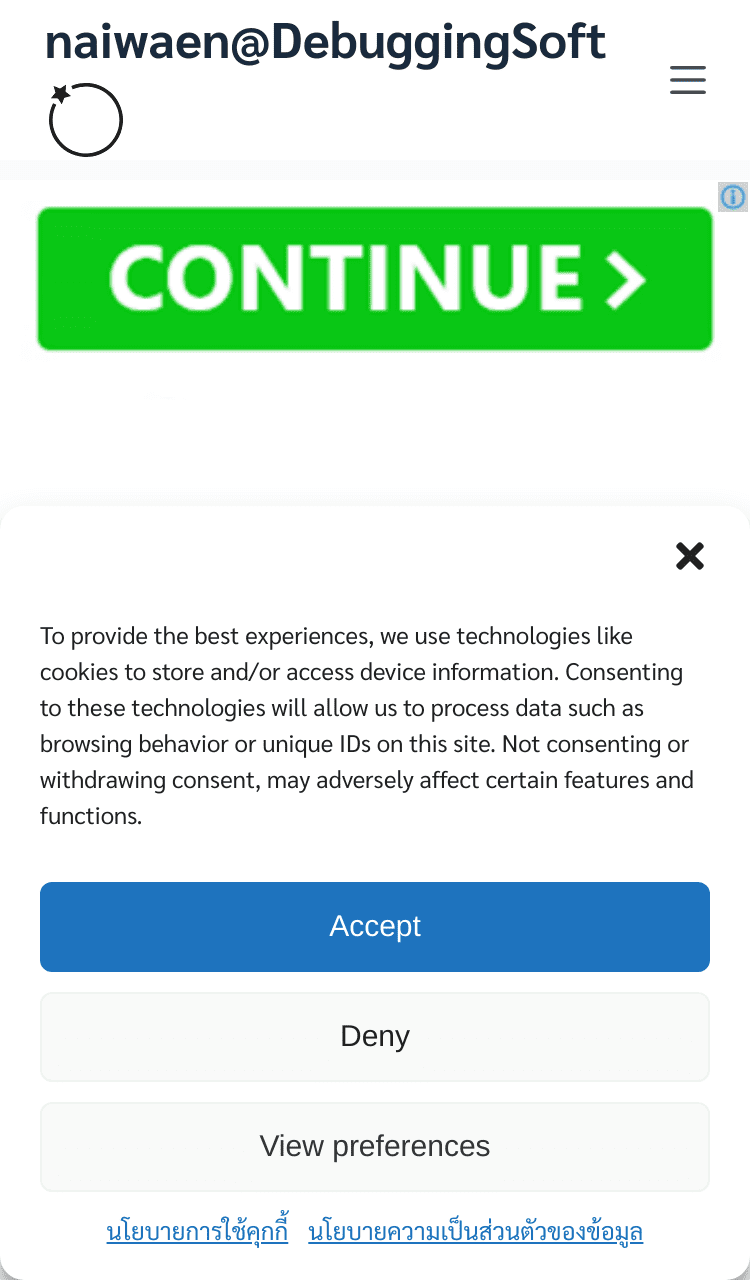 naiwaen@DebuggingSoft
CONTINUE
To provide the best experiences, we use technologies like
cookies to store and/or access device information. Consenting
to these technologies will allow us to process data such as
browsing behavior or unique IDs on this site. Not consenting or
withdrawing consent, may adversely affect certain features and
functions.
Accept
Deny
View preferences
นโยบายการใช้คุกกี้ นโยบายความเป็นส่วนตัวของข้อมูล